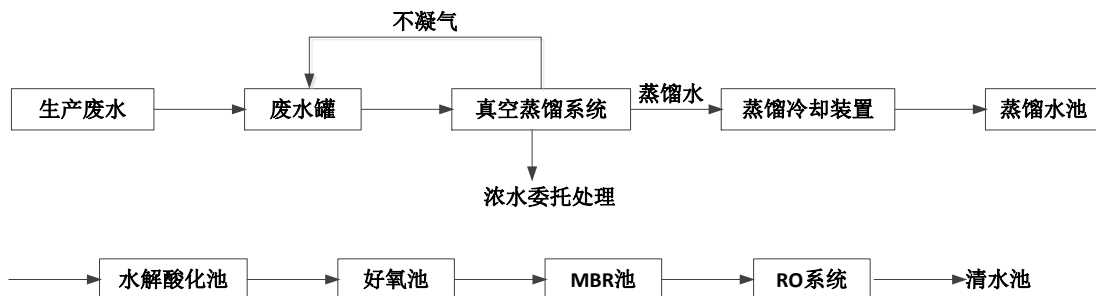 不凝气
生产废水
废水罐
真空蒸馏系统
蒸馏水
蒸馏冷却装置
蒸馏水池
浓水委托处理
水解酸化池
好氧池
MBR池
RO系统
清水池